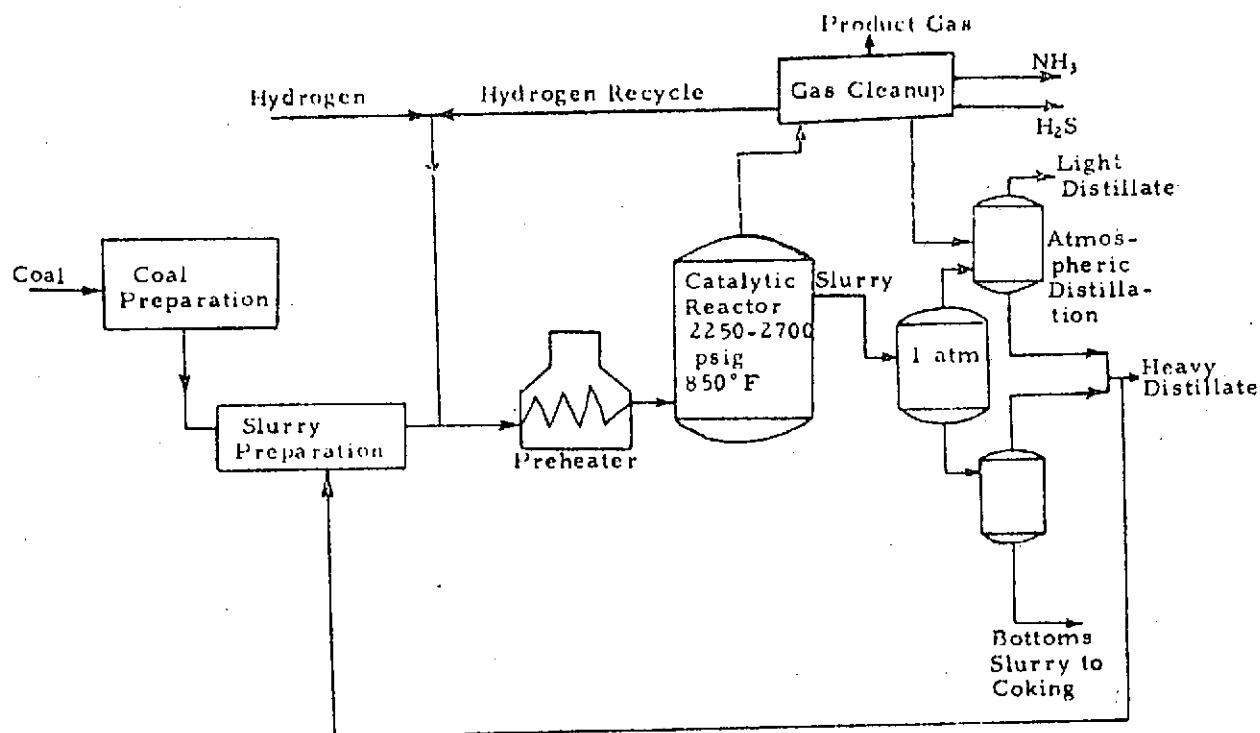 Product Gas
NH₃
Gas Cleanup
Hydrogen
Hydrogen Recycle
H₂S
Light
Distillate
Coal
Coal
Preparation
Catalytic
Reactor
2250-2700
psig
850°F
Slurry
Atmos-
pheric
Distilla-
tion
1 atm
Heavy
Distillate
Slurry
Preparation
Preheater
Bottoms
Slurry to
Coking